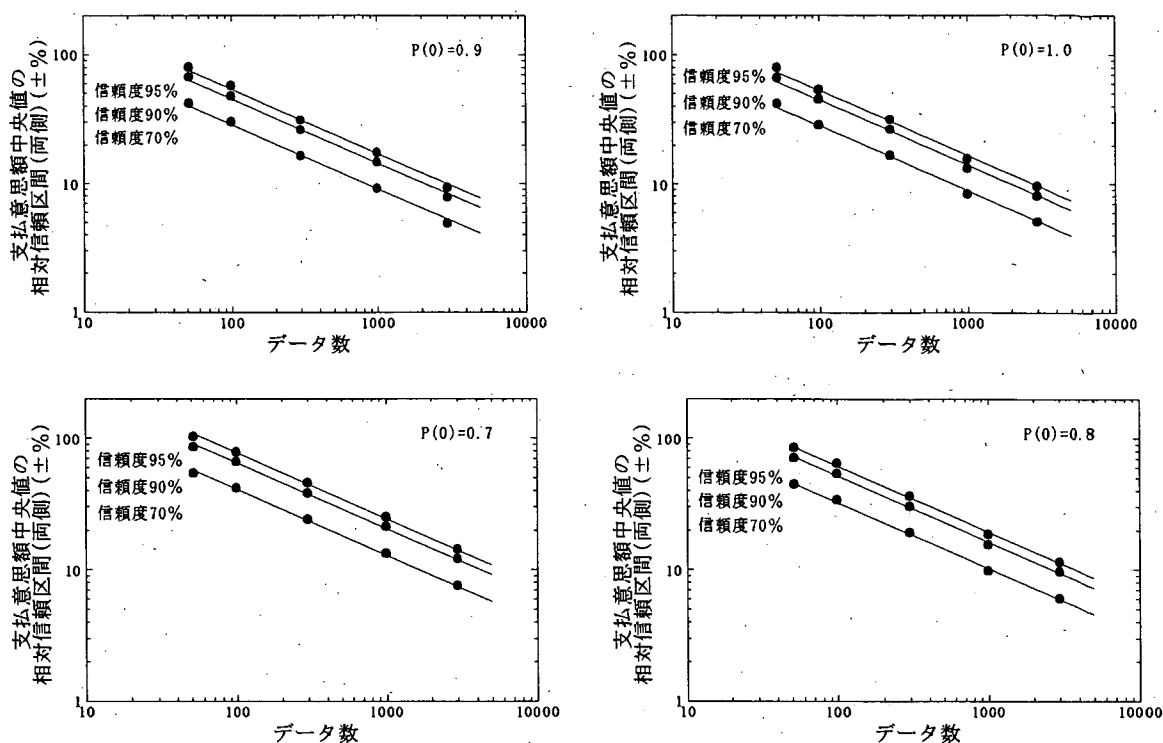 支払意思額中央値の
相対信頼区間(両側)(±%)
100
10
1
P(0)=0.9
信頼度95%
信頼度90%
信頼度70%
10
100
1000
10000
データ数
支払意思額中央値の
相対信頼区間(両側)(±%)
100
10
1
P(0)=1.0
信頼度95%
信頼度90%
信頼度70%
10
100
1000
10000
データ数
支払意思額中央値の
相対信頼区間(両側)(±%)
100
10
1
P(0)=0.7
信頼度95%
信頼度90%
信頼度70%
10
100
1000
10000
データ数
支払意思額中央値の
相対信頼区間(両側)(±%)
100
10
1
P(0)=0.8
信頼度95%
信頼度90%
信頼度70%
10
100
1000
10000
データ数